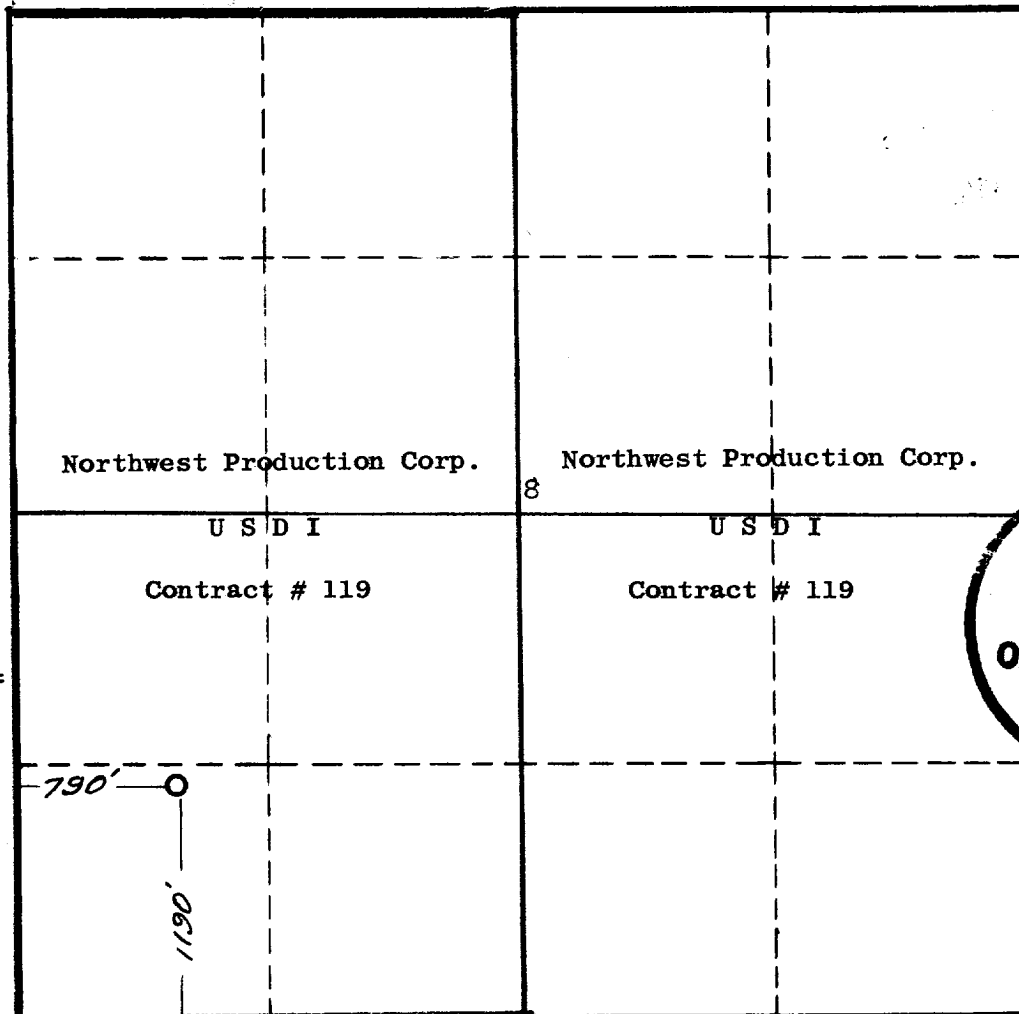 Northwest Production Corp.
Northwest Production Corp.
8
U S D I
U S D I
Contract # 119
Contract # 119
O
790'
1190'